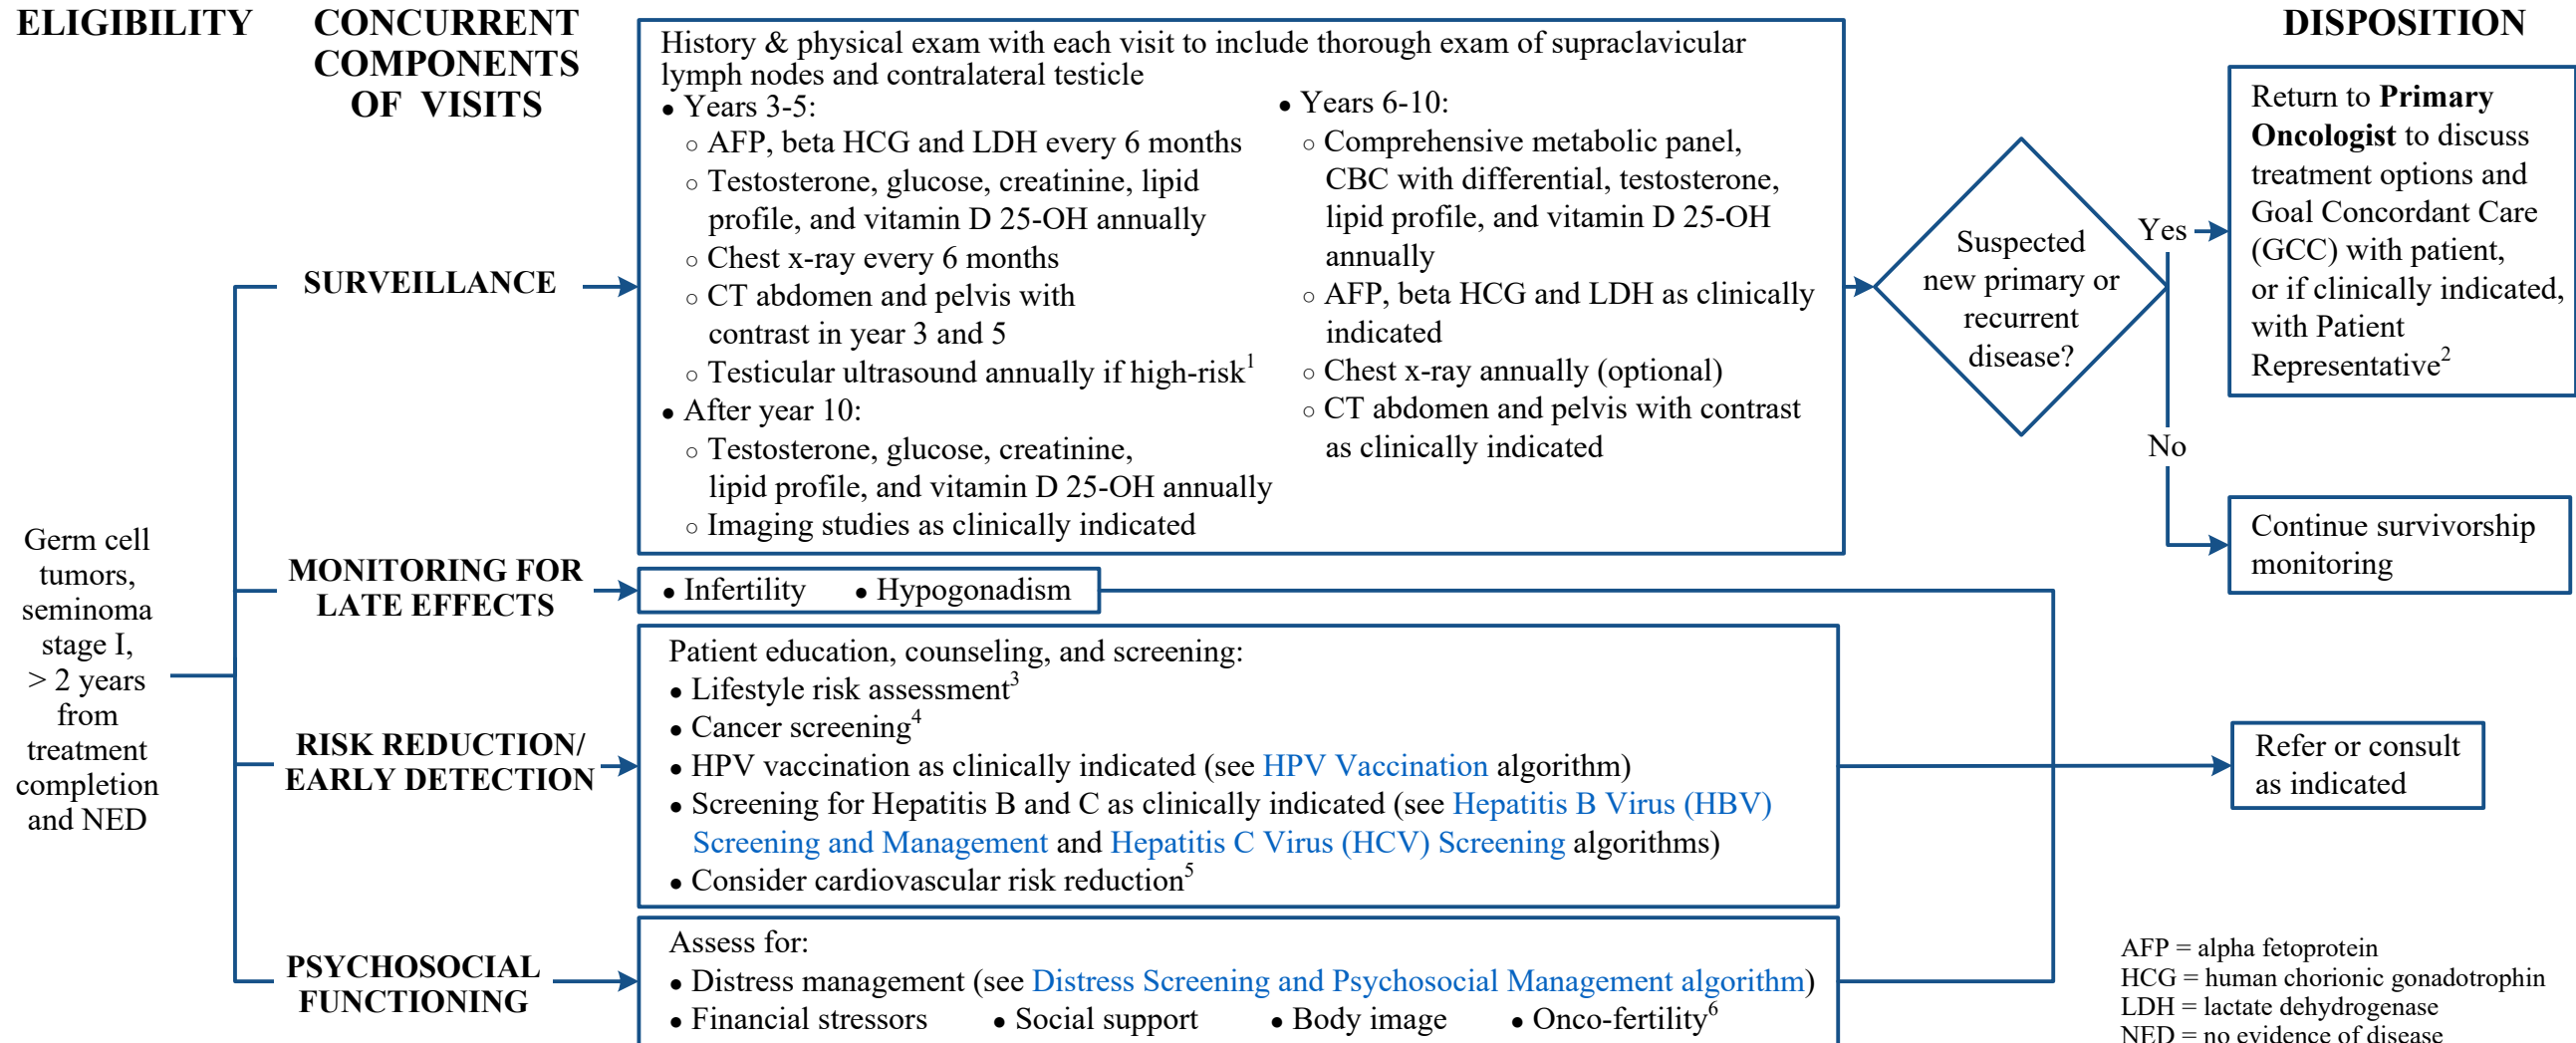 ELIGIBILITY
CONCURRENT
COMPONENTS
OF VISITS
DISPOSITION
Germ cell
tumors,
seminoma
stage I,
> 2 years
from
treatment
completion
and NED
SURVEILLANCE
History & physical exam with each visit to include thorough exam of supraclavicular
lymph nodes and contralateral testicle
● Years 3-5:
○ AFP, beta HCG and LDH every 6 months
○ Testosterone, glucose, creatinine, lipid
profile, and vitamin D 25-OH annually
○ Chest x-ray every 6 months
○ CT abdomen and pelvis with
contrast in year 3 and 5
○ Testicular ultrasound annually if high-risk1
● After year 10:
○ Testosterone, glucose, creatinine,
lipid profile, and vitamin D 25-OH annually
○ Imaging studies as clinically indicated
● Years 6-10:
○ Comprehensive metabolic panel,
CBC with differential, testosterone,
lipid profile, and vitamin D 25-OH
annually
○ AFP, beta HCG and LDH as clinically
indicated
○ Chest x-ray annually (optional)
○ CT abdomen and pelvis with contrast
as clinically indicated
Suspected
new primary or
recurrent
disease?
Yes
Return to Primary
Oncologist to discuss
treatment options and
Goal Concordant Care
(GCC) with patient,
or if clinically indicated,
with Patient
Representative2
No
Continue survivorship
monitoring
MONITORING FOR
LATE EFFECTS
● Infertility ● Hypogonadism
RISK REDUCTION/
EARLY DETECTION
Patient education, counseling, and screening:
● Lifestyle risk assessment3
● Cancer screening4
● HPV vaccination as clinically indicated (see HPV Vaccination algorithm)
● Screening for Hepatitis B and C as clinically indicated (see Hepatitis B Virus (HBV)
Screening and Management and Hepatitis C Virus (HCV) Screening algorithms)
● Consider cardiovascular risk reduction5
Refer or consult
as indicated
PSYCHOSOCIAL
FUNCTIONING
Assess for:
● Distress management (see Distress Screening and Psychosocial Management algorithm)
● Financial stressors ● Social support ● Body image ● Onco-fertility6
AFP = alpha fetoprotein
HCG = human chorionic gonadotrophin
LDH = lactate dehydrogenase
NED = no evidence of disease